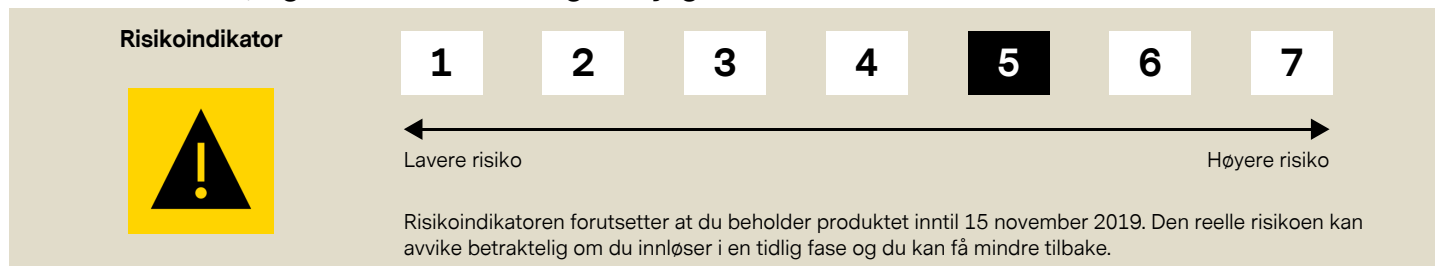 Risikoindikator
1 2 3 4 5 6 7
Lavere risiko Høyere risiko
Risikoindikatoren forutsetter at du beholder produktet inntil 15 november 2019. Den reelle risikoen kan
avvike betraktelig om du innløser i en tidlig fase og du kan få mindre tilbake.